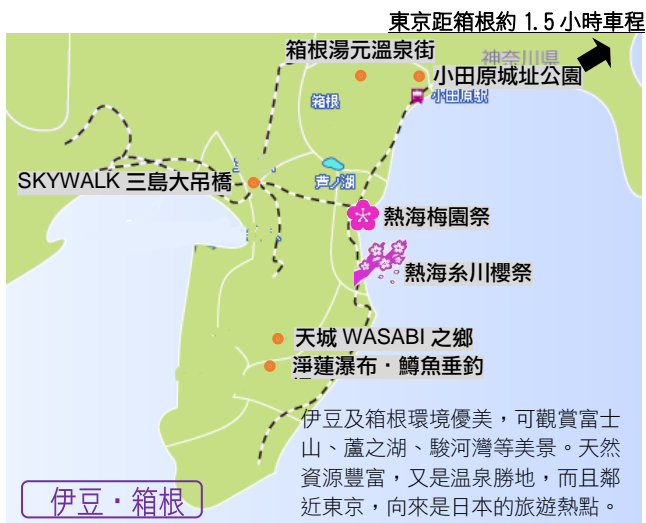 東京距箱根約 1.5 小時車程
箱根湯元溫泉街
神奈川県
小田原城址公園
箱根
小田原駅
SKYWALK 三島大吊橋
芦ノ湖
熱海梅園祭
熱海糸川櫻祭
天城 WASABI 之鄉
淨蓮瀑布・鱒魚垂釣
伊豆及箱根環境優美，可觀賞富士
山、蘆之湖、駿河灣等美景。天然
資源豐富，又是溫泉勝地，而且鄰
近東京，向來是日本的旅遊熱點。
伊豆・箱根